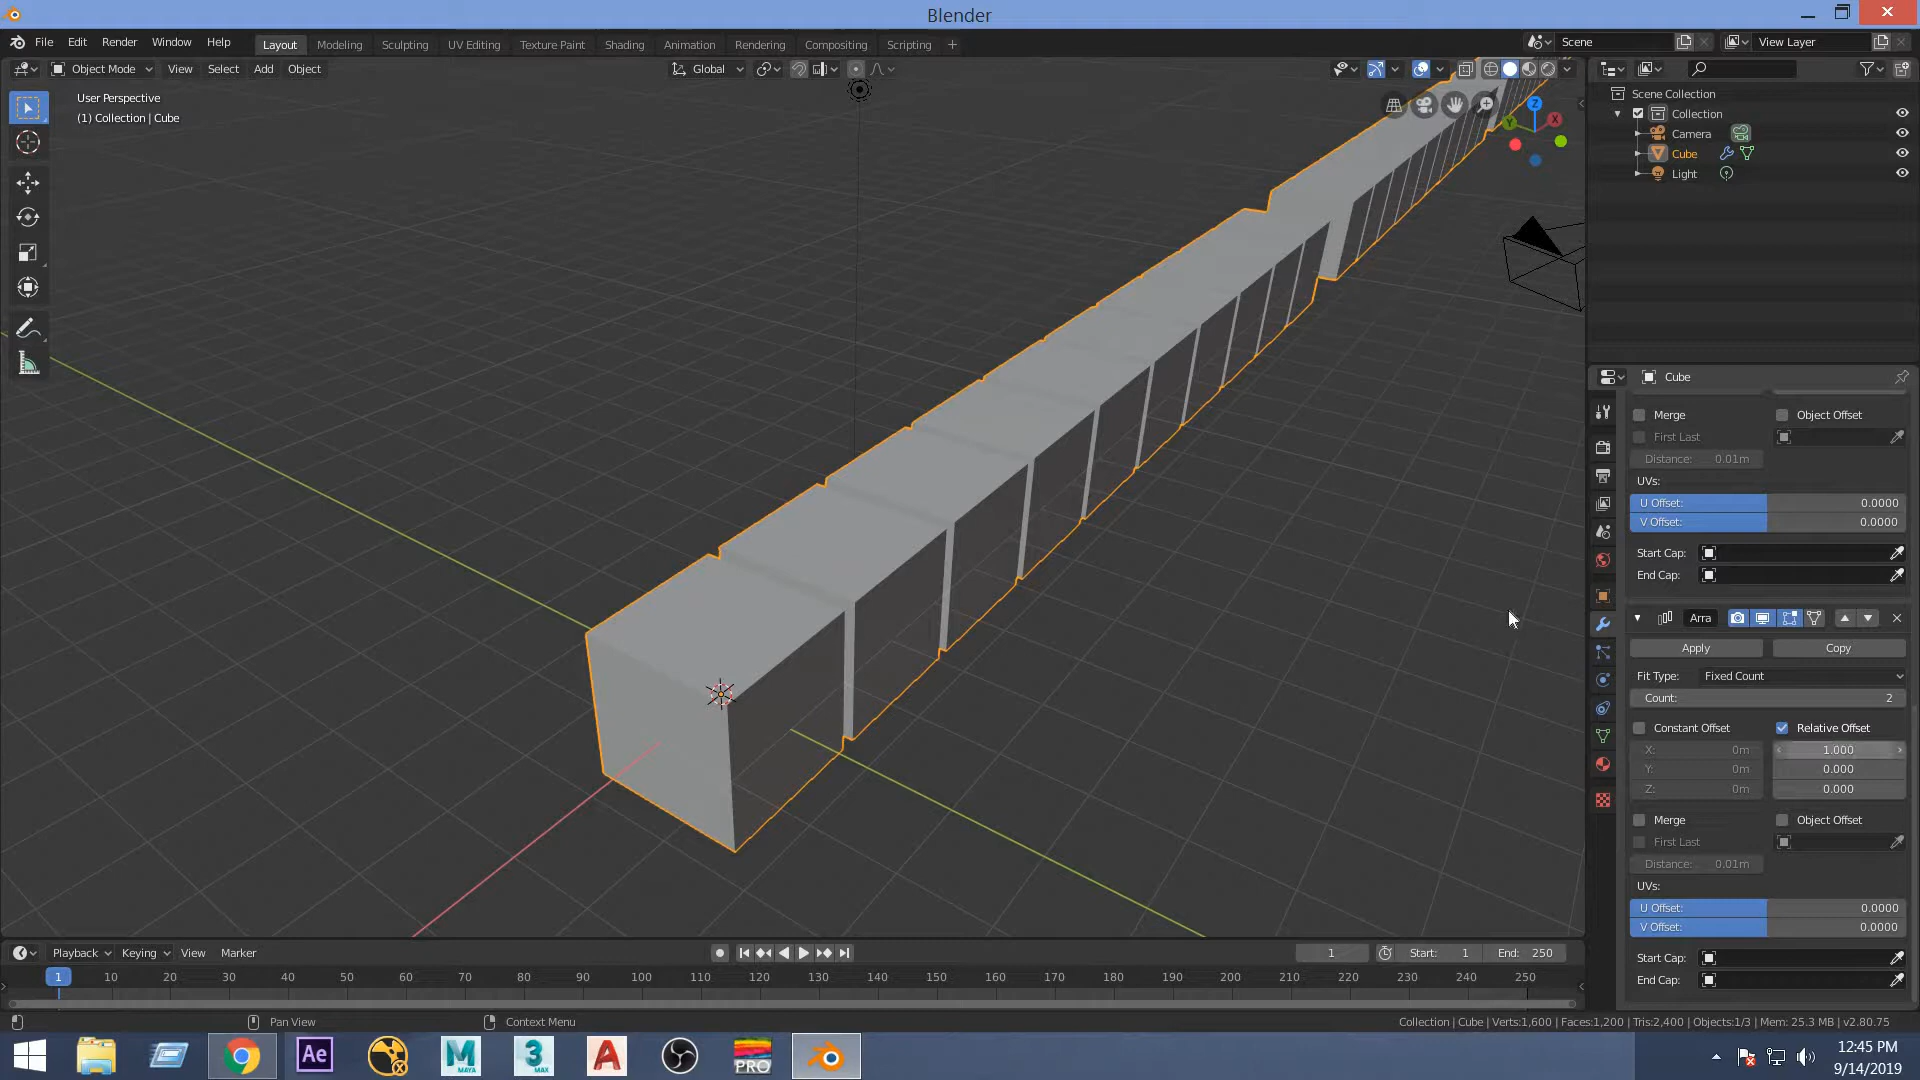 Blender
File Edit Render Window Help Layout Modeling Sculpting UV Editing Texture Paint Shading Animation Rendering Compositing Scripting + Scene View Layer
Object Mode View Select Add Object Global
User Perspective
(1) Collection | Cube
Z
Y
X
Scene Collection
Collection
Camera
Cube
Light
Cube
Merge Object Offset
First Last
Distance: 0.01m
UVs:
U Offset: 0.0000
V Offset: 0.0000
Start Cap:
End Cap:
Arra
Apply Copy
Fit Type: Fixed Count
Count: 2
Constant Offset Relative Offset
X: 0m 1.000
Y: 0m 0.000
Z: 0m 0.000
Merge Object Offset
First Last
Distance: 0.01m
UVs:
U Offset: 0.0000
V Offset: 0.0000
Start Cap:
End Cap:
Playback Keying View Marker 1 Start: 1 End: 250
1 10 20 30 40 50 60 70 80 90 100 110 120 130 140 150 160 170 180 190 200 210 220 230 240 250
Pan View Context Menu Collection | Cube | Verts:1,600 | Faces:1,200 | Tris:2,400 | Objects:1/3 | Mem: 25.3 MB | v2.80.75
Ae M MAYA 3 MAX A PRO
12:45 PM
9/14/2019